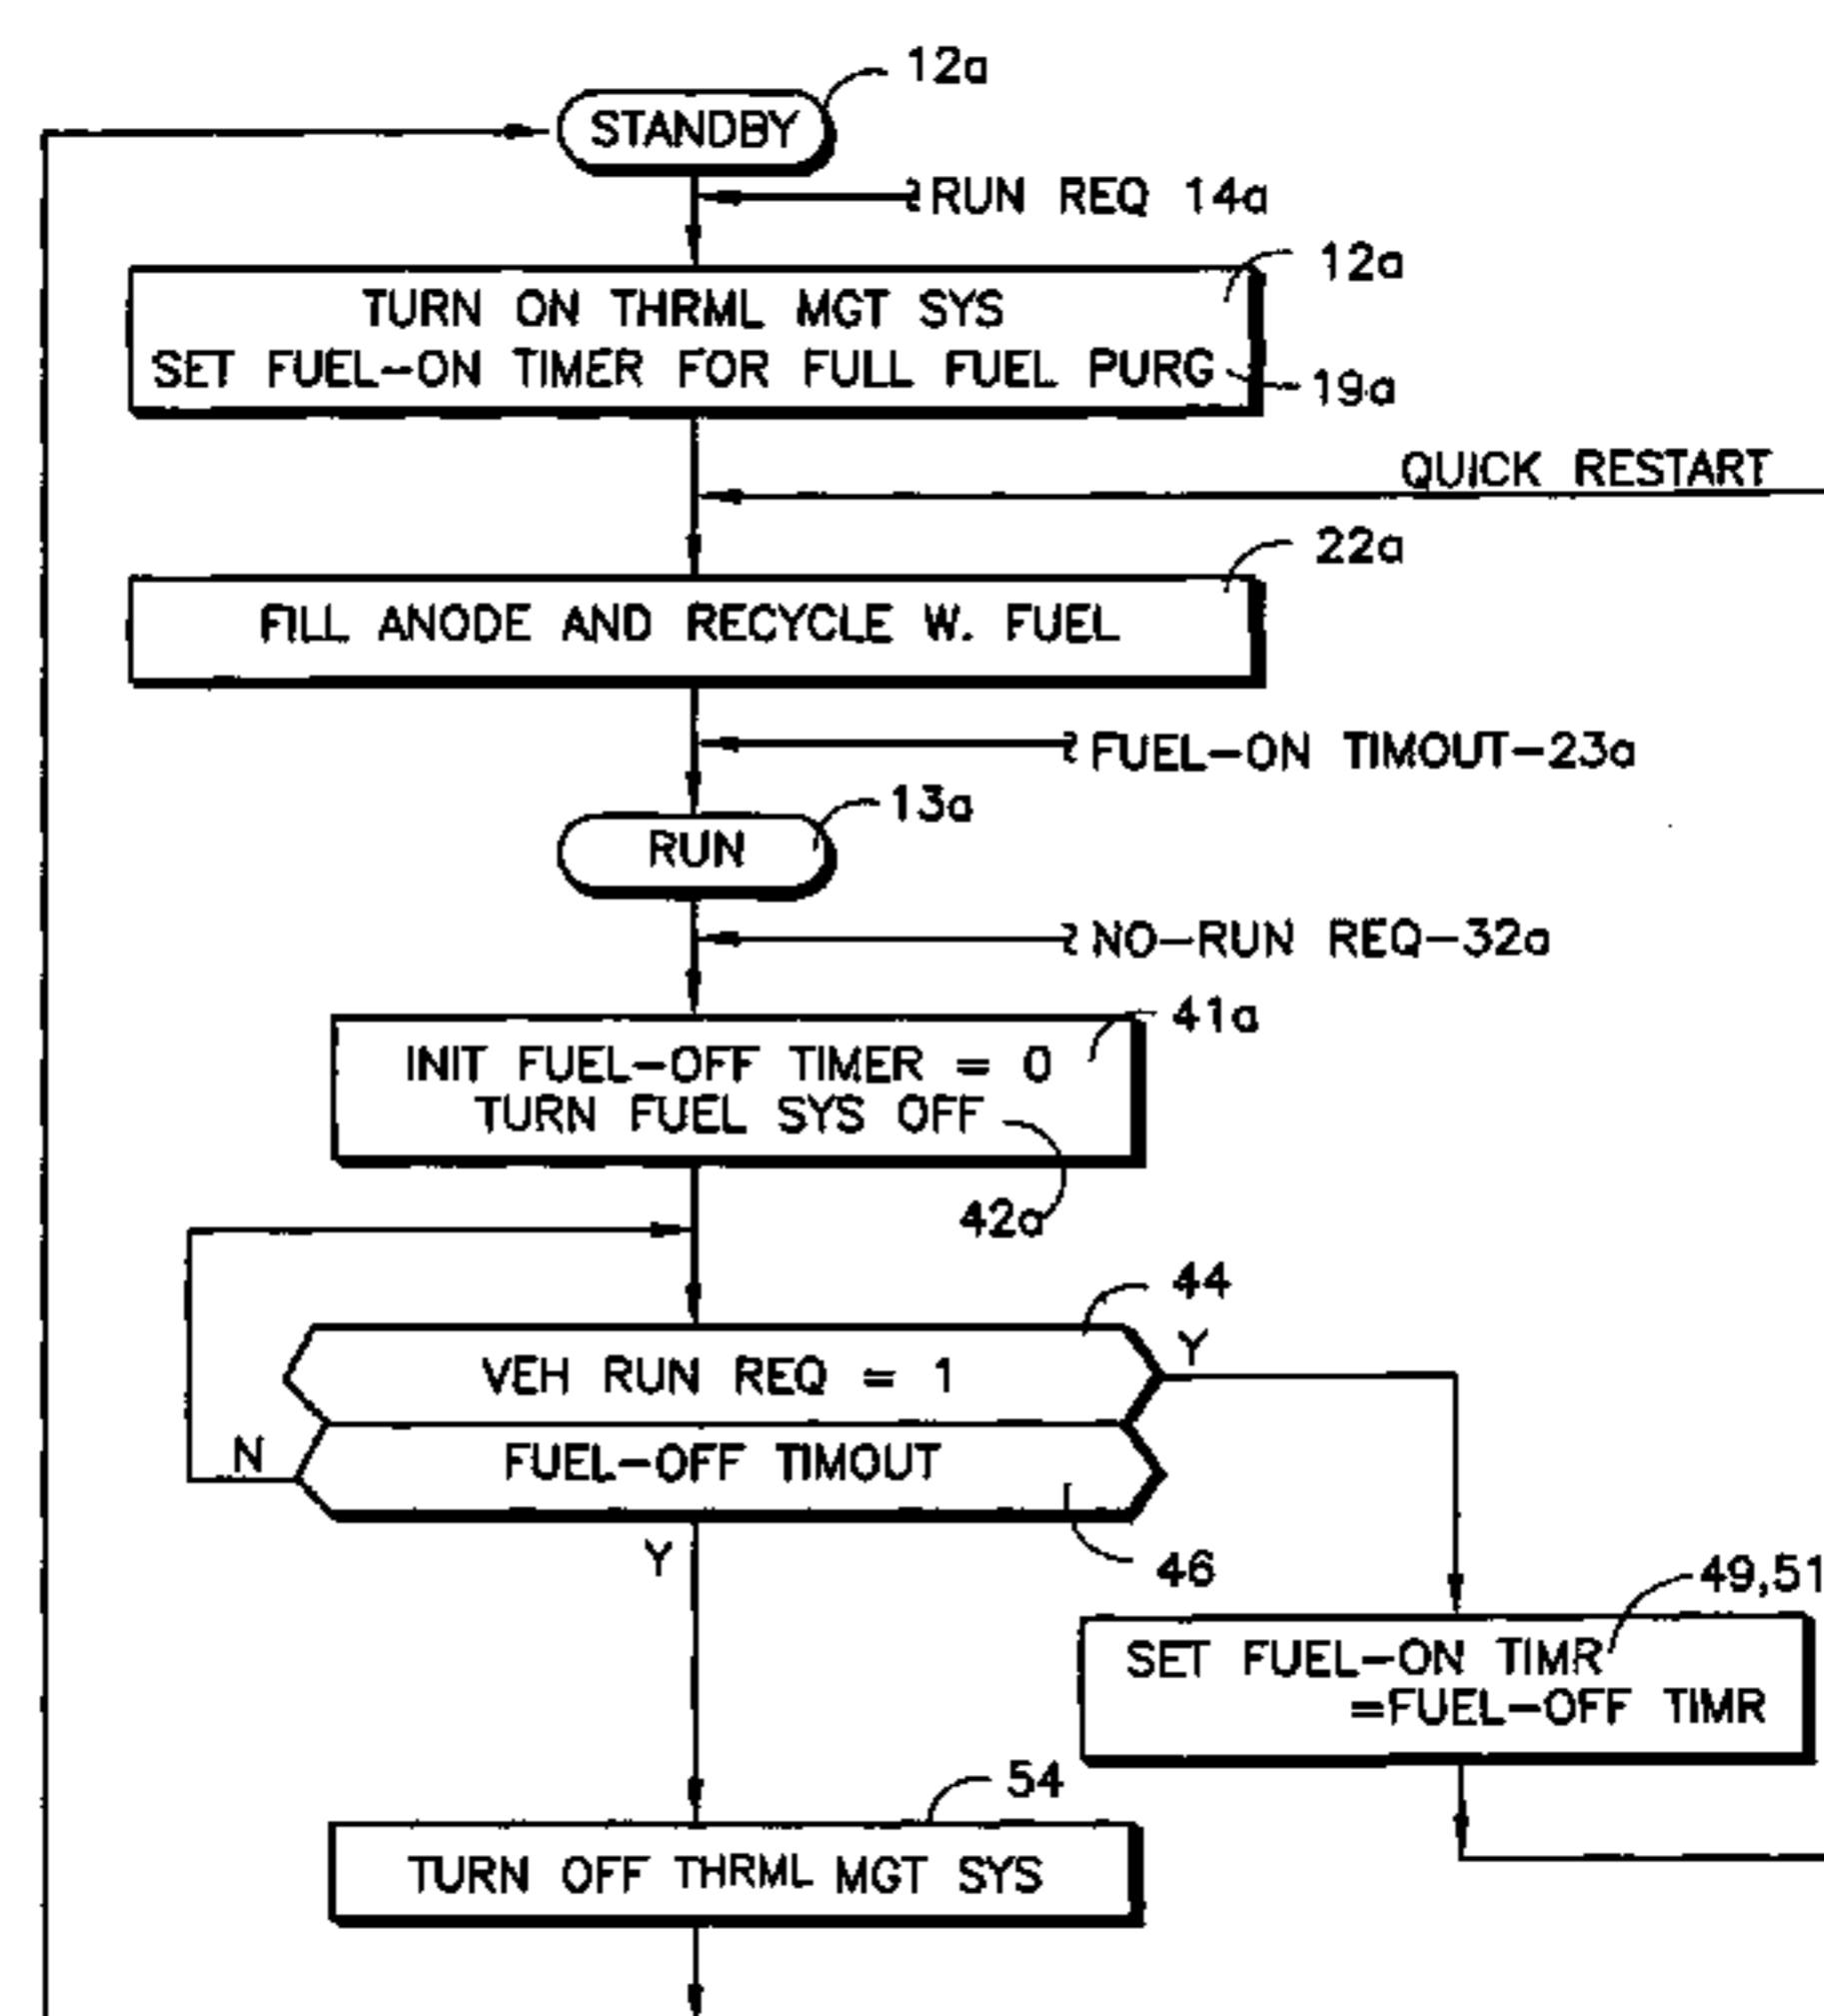 12a
STANDBY
RUN REQ 14a
12a
TURN ON THRML MGT SYS
SET FUEL-ON TIMER FOR FULL FUEL PURG
19a
QUICK RESTART
22a
FILL ANODE AND RECYCLE W. FUEL
FUEL-ON TIMOUT-23a
13a
RUN
NO-RUN REQ-32a
41a
INIT FUEL-OFF TIMER = 0
TURN FUEL SYS OFF
42a
44
Y
VEH RUN REQ = 1
N
FUEL-OFF TIMOUT
Y
46
49,51
SET FUEL-ON TIMR
=FUEL-OFF TIMR
54
TURN OFF THRML MGT SYS